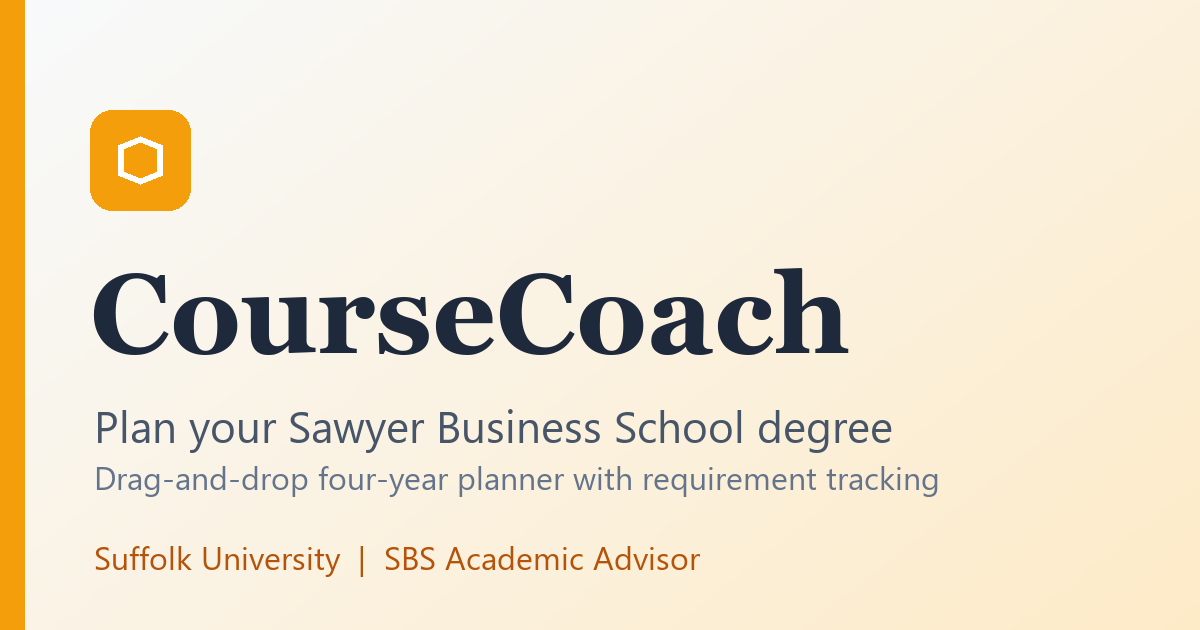 CourseCoach
Plan your Sawyer Business School degree
Drag-and-drop four-year planner with requirement tracking
Suffolk University | SBS Academic Advisor